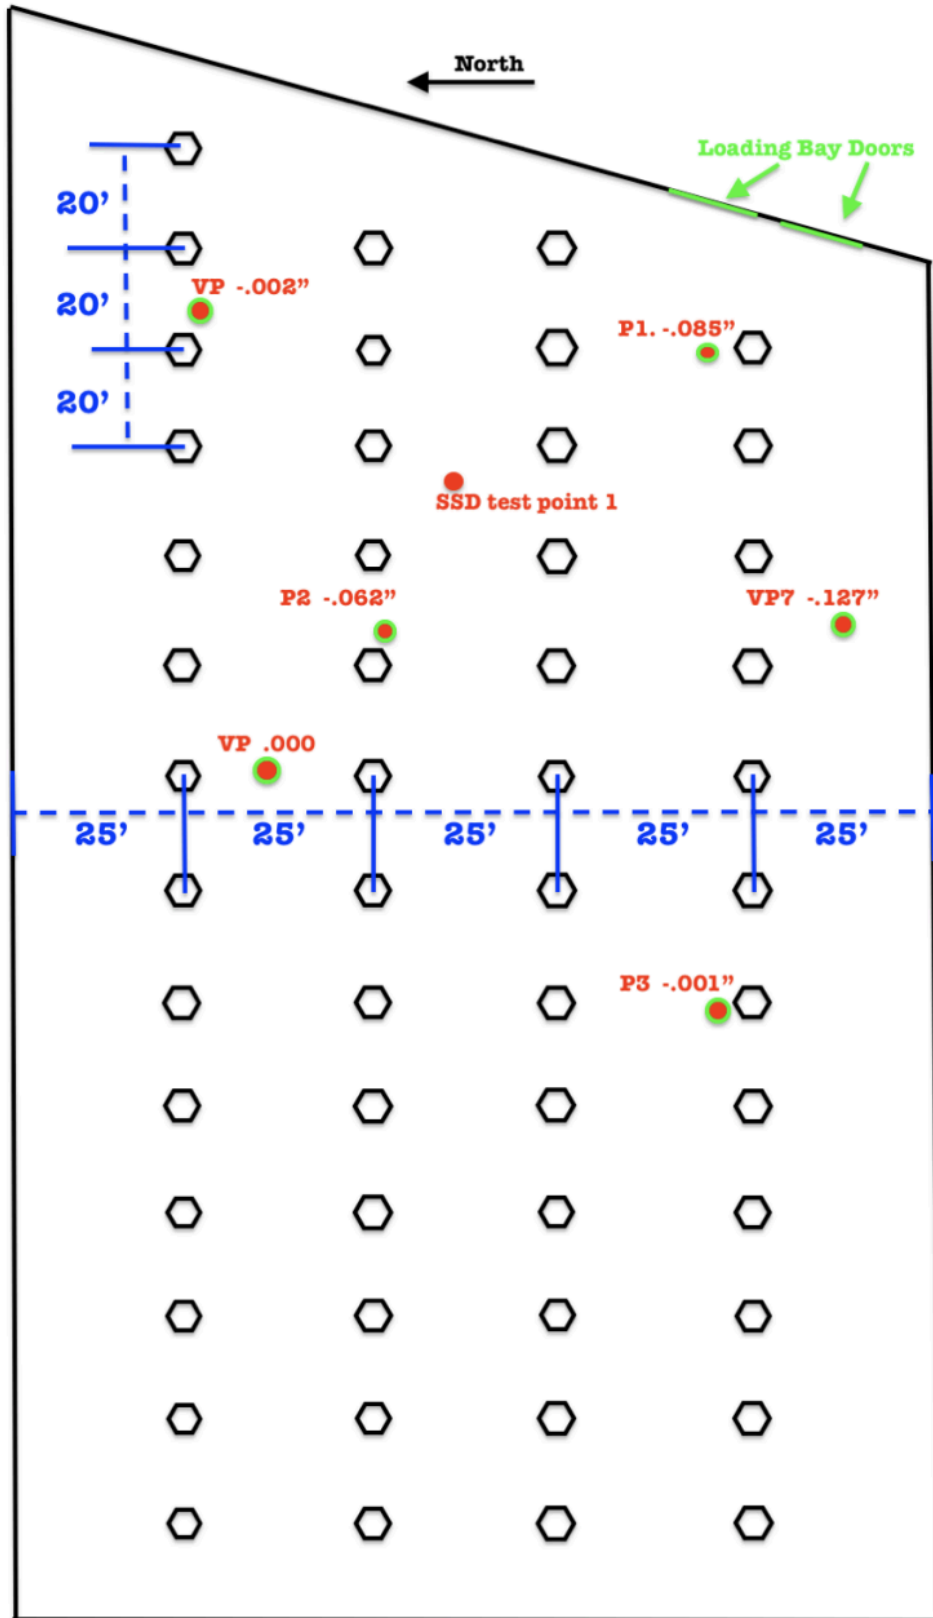 North
Loading Bay Doors
20’
VP -.002”
20’
P1. -.085”
20’
SSD test point 1
P2 -.062”
VP7 -.127”
VP .000
25’ 25’ 25’ 25’ 25’
P3 -.001”